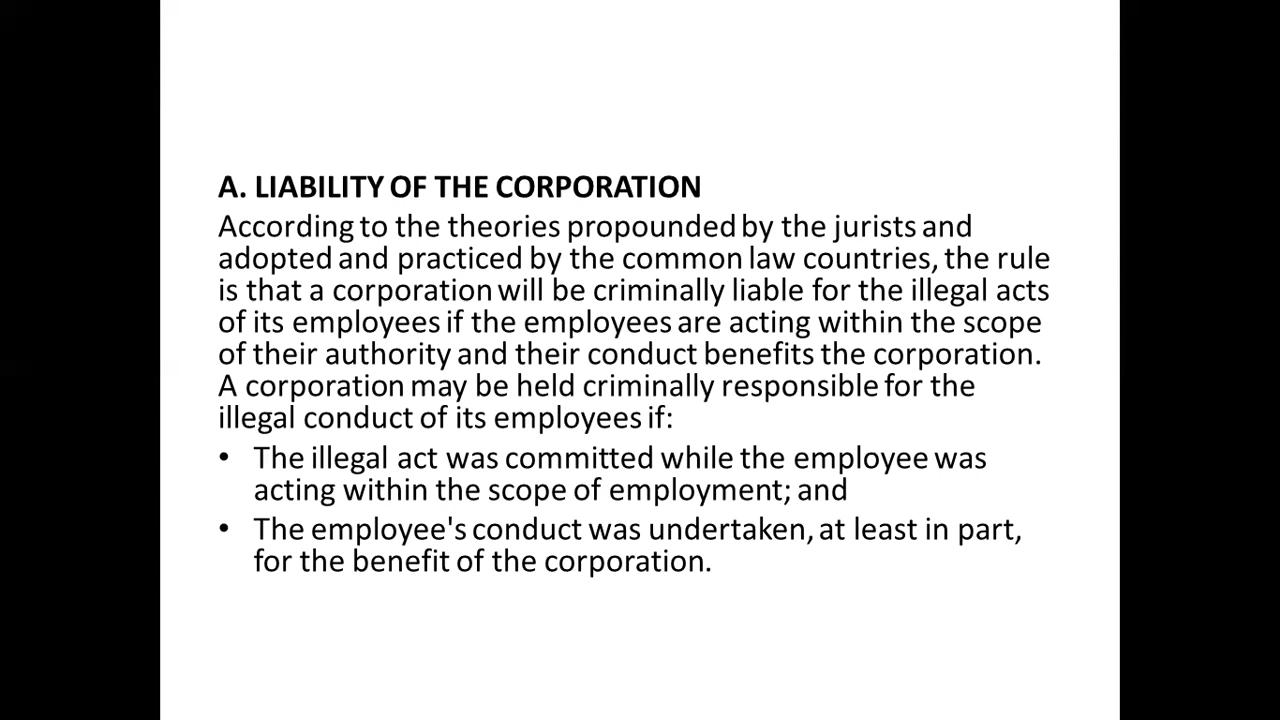 A. LIABILITY OF THE CORPORATION
According to the theories propounded by the jurists and
adopted and practiced by the common law countries, the rule
is that a corporation will be criminally liable for the illegal acts
of its employees if the employees are acting within the scope
of their authority and their conduct benefits the corporation.
A corporation may be held criminally responsible for the
illegal conduct of its employees if:
• The illegal act was committed while the employee was
acting within the scope of employment; and
• The employee's conduct was undertaken, at least in part,
for the benefit of the corporation.